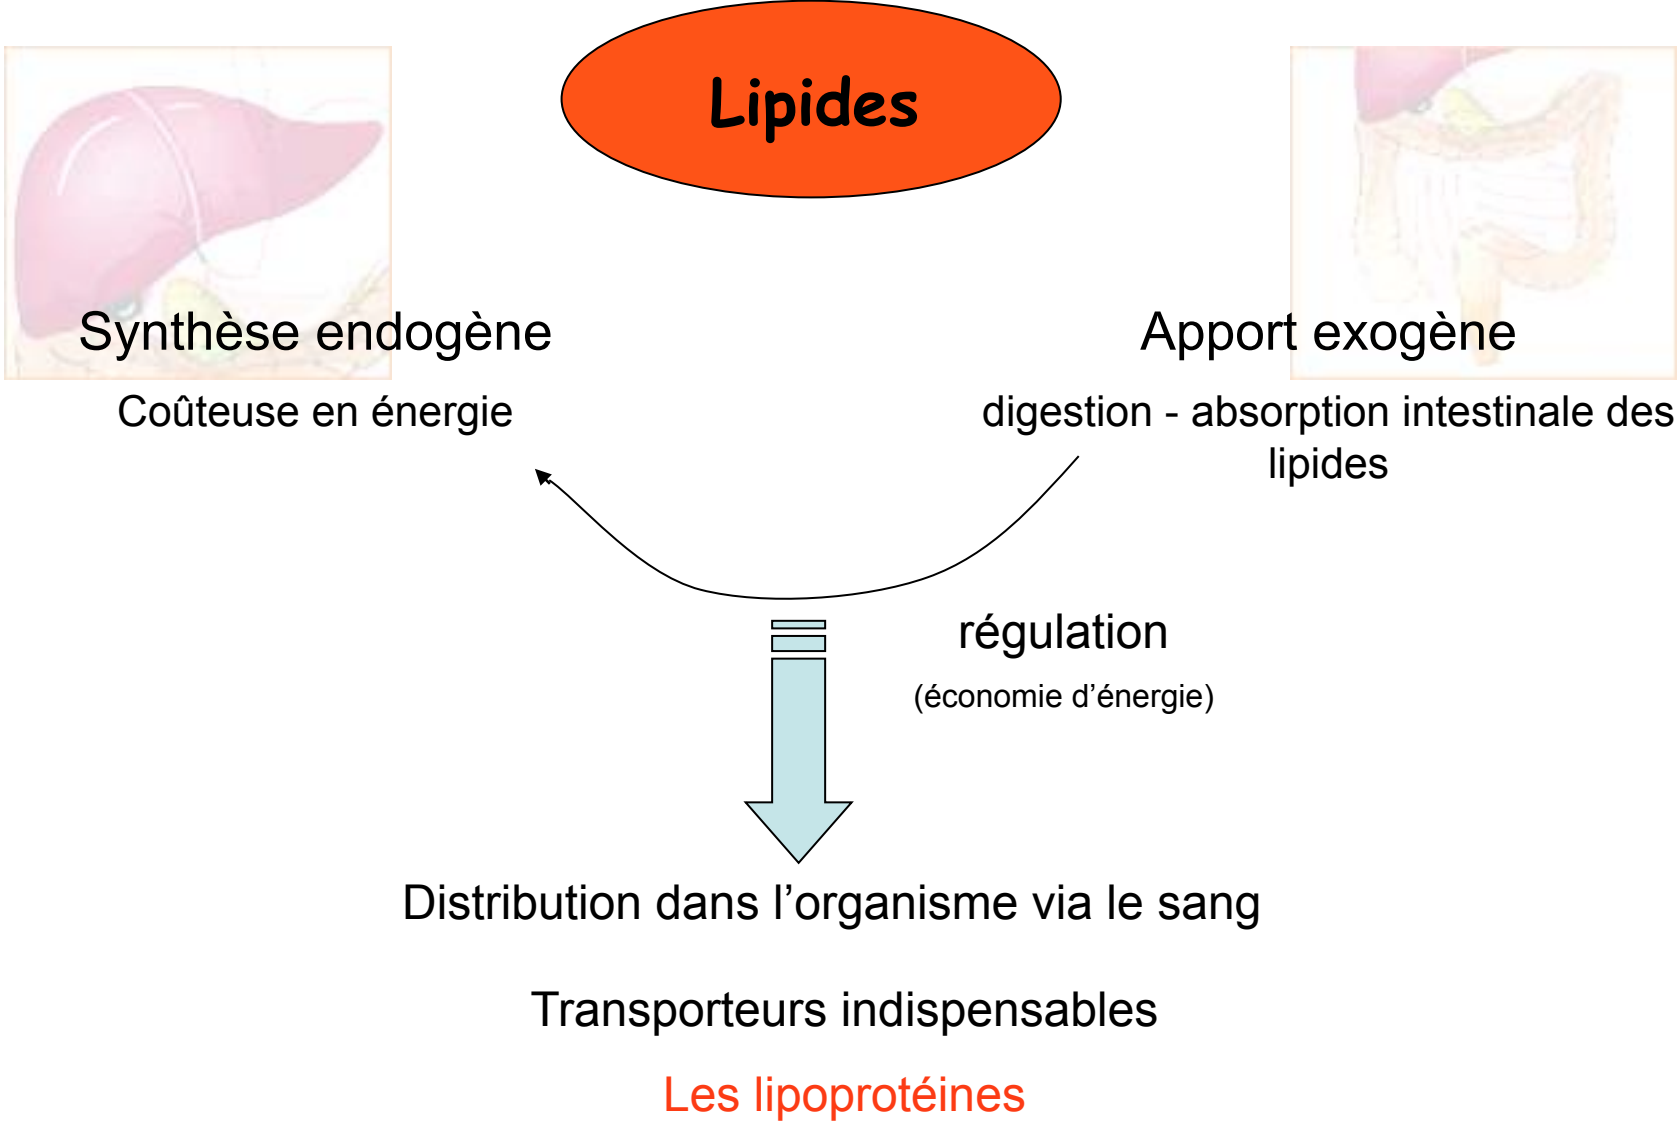 Lipides
Synthèse endogène
Coûteuse en énergie
Apport exogène
digestion - absorption intestinale des
lipides
régulation
(économie d’énergie)
Distribution dans l’organisme via le sang
Transporteurs indispensables
Les lipoprotéines